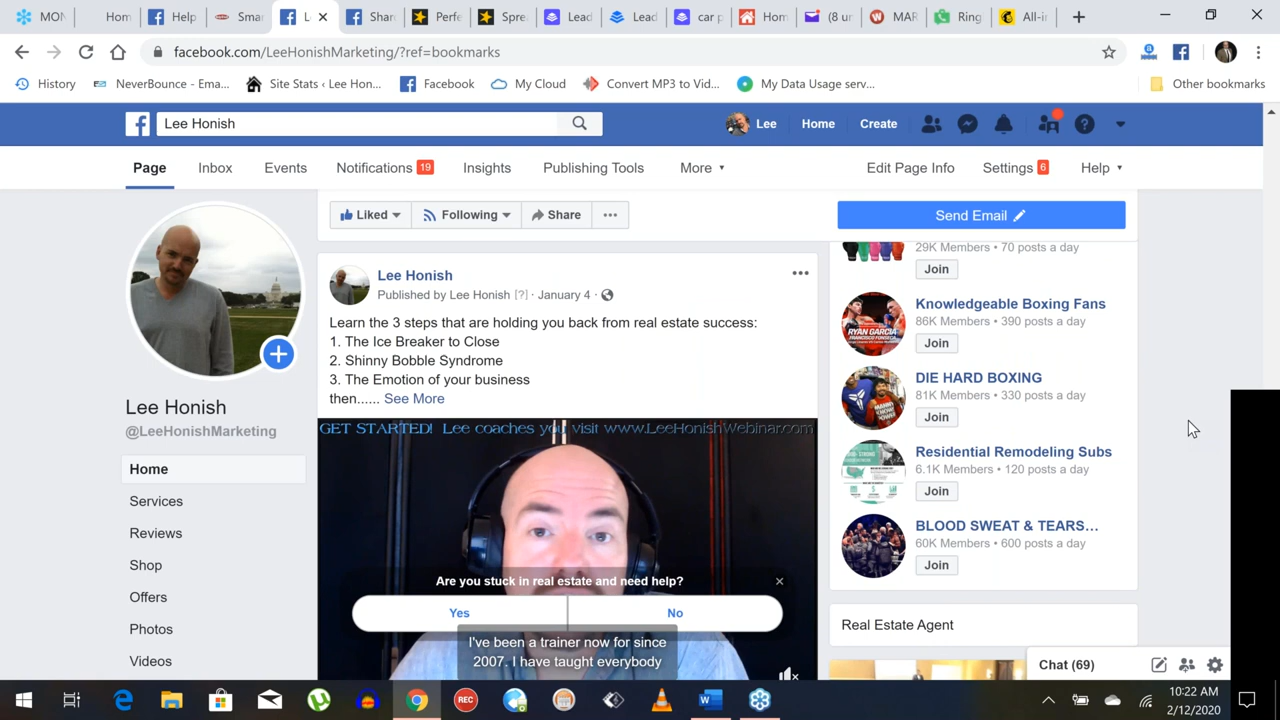 MON
Hom
Help
Smar
Le
Shar
Perfe
Spre
Lead
Lead
car p
Hom
(8 ur
MAR
Ring
All-i
facebook.com/LeeHonishMarketing/?ref=bookmarks
History
NeverBounce - Ema...
Site Stats ‹ Lee Hon...
Facebook
My Cloud
Convert MP3 to Vid...
My Data Usage serv...
Other bookmarks
Lee Honish
Lee
Home
Create
Page
Inbox
Events
Notifications 19
Insights
Publishing Tools
More
Edit Page Info
Settings 6
Help
Liked
Following
Share
Send Email
Lee Honish
@LeeHonishMarketing
Home
Services
Reviews
Shop
Offers
Photos
Videos
Lee Honish
Published by Lee Honish [?] · January 4 ·
Learn the 3 steps that are holding you back from real estate success:
1. The Ice Breaker to Close
2. Shinny Bobble Syndrome
3. The Emotion of your business
then...... See More
GET STARTED! Lee coaches you visit www.LeeHonishWebinar.com
Are you stuck in real estate and need help?
Yes
No
I've been a trainer now for since
2007. I have taught everybody
29K Members • 70 posts a day
Join
Knowledgeable Boxing Fans
86K Members • 390 posts a day
Join
DIE HARD BOXING
81K Members • 330 posts a day
Join
Residential Remodeling Subs
6.1K Members • 120 posts a day
Join
BLOOD SWEAT & TEARS...
60K Members • 600 posts a day
Join
Real Estate Agent
Chat (69)
REC
10:22 AM
2/12/2020